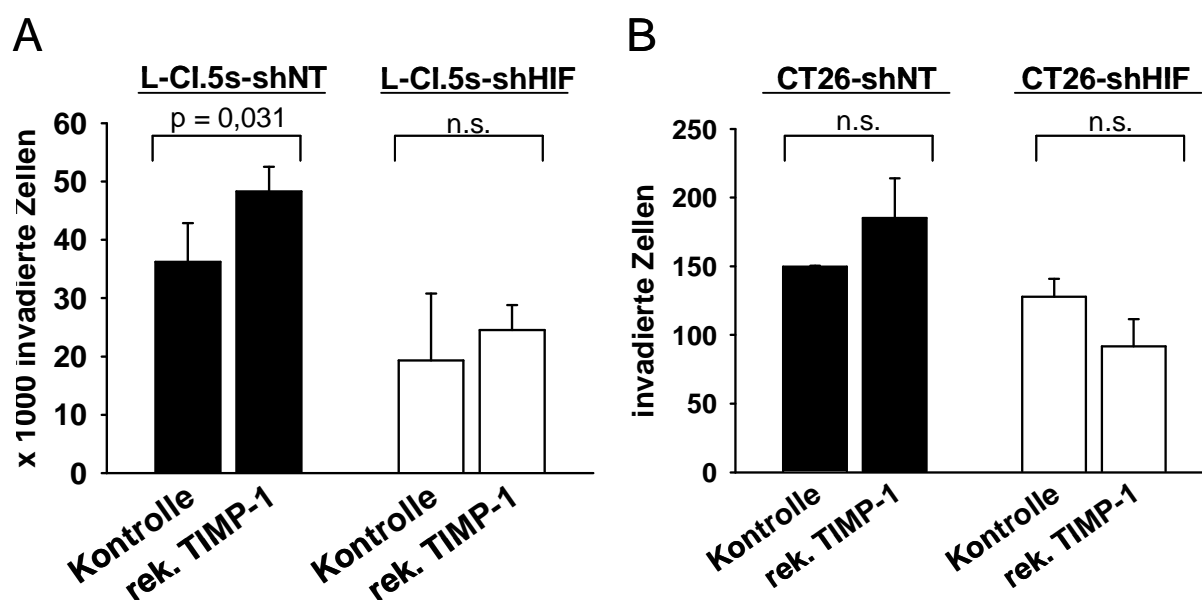 A
L-CI.5s-shNT
L-CI.5s-shHIF
p = 0,031
n.s.
x 1000 invadierte Zellen
60
50
40
30
20
10
0
Kontrolle
rek. TIMP-1
Kontrolle
rek. TIMP-1
B
CT26-shNT
CT26-shHIF
n.s.
n.s.
invadierte Zellen
250
200
150
100
50
0
Kontrolle
rek. TIMP-1
Kontrolle
rek. TIMP-1